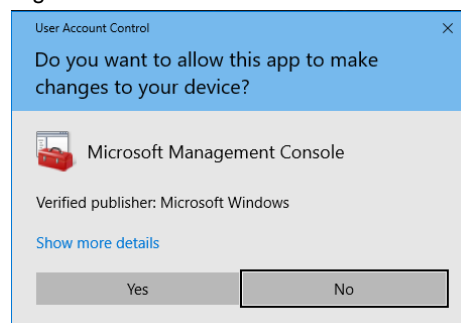 User Account Control
Do you want to allow this app to make
changes to your device?
Microsoft Management Console
Verified publisher: Microsoft Windows
Show more details
Yes
No